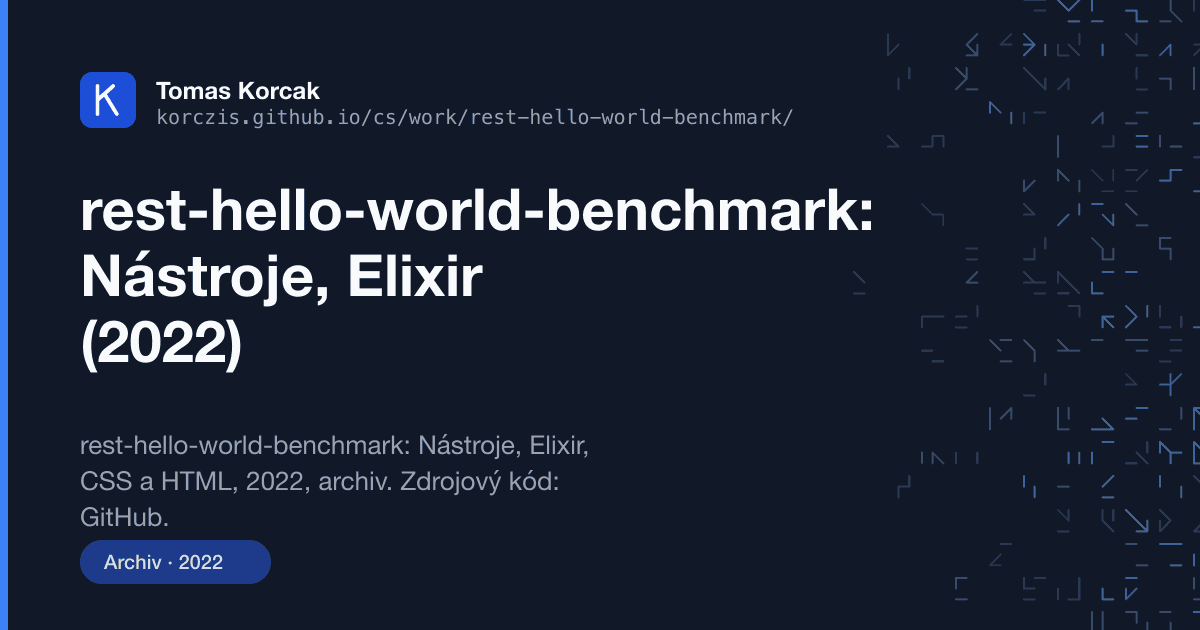 K
Tomas Korcak
korczis.github.io/cs/work/rest-hello-world-benchmark/
rest-hello-world-benchmark:
Nástroje, Elixir
(2022)
rest-hello-world-benchmark: Nástroje, Elixir,
CSS a HTML, 2022, archiv. Zdrojový kód:
GitHub.
Archiv · 2022